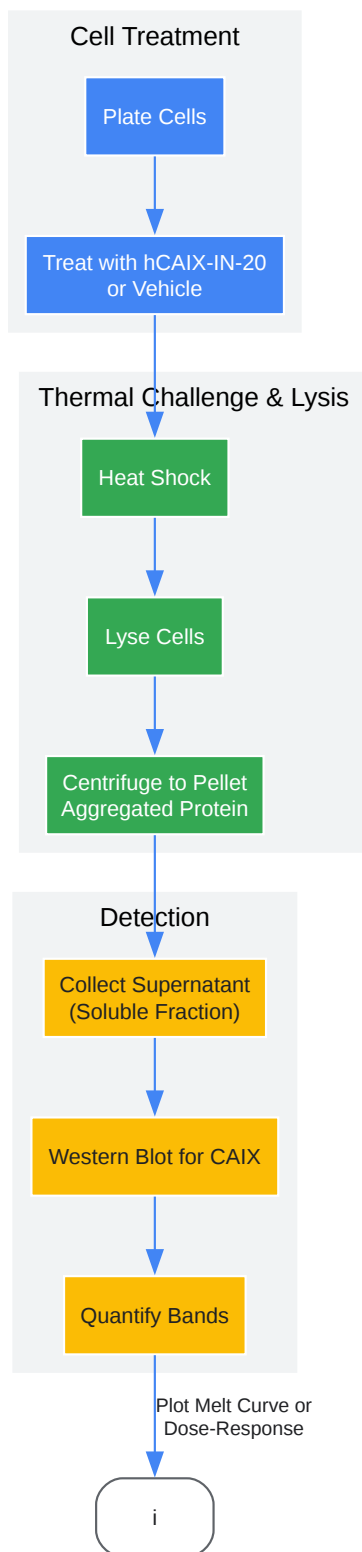 Cell Treatment
Plate Cells
Treat with hCAIX-IN-20
or Vehicle
Thermal Challenge & Lysis
Heat Shock
Lyse Cells
Centrifuge to Pellet
Aggregated Protein
Detection
Collect Supernatant
(Soluble Fraction)
Western Blot for CAIX
Quantify Bands
Plot Melt Curve or
Dose-Response
i